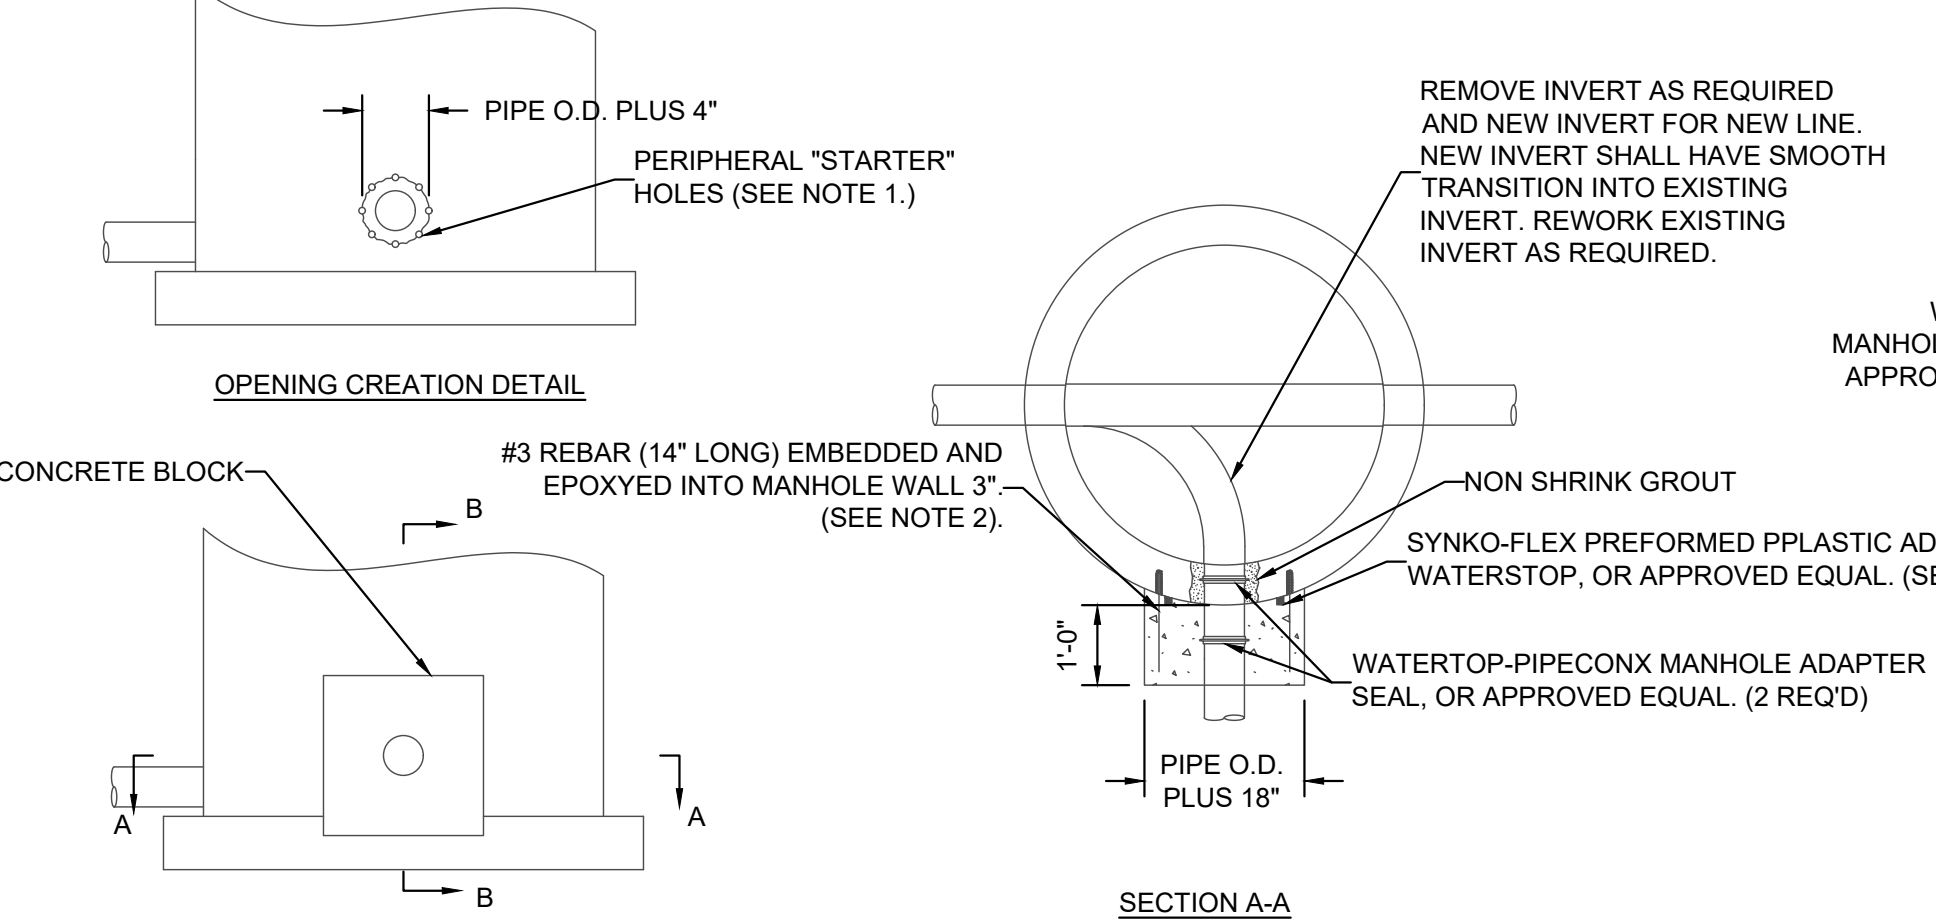 PIPE O.D. PLUS 4"
PERIPHERAL "STARTER"
HOLES (SEE NOTE 1.)
OPENING CREATION DETAIL
REMOVE INVERT AS REQUIRED
AND NEW INVERT FOR NEW LINE.
NEW INVERT SHALL HAVE SMOOTH
TRANSITION INTO EXISTING
INVERT. REWORK EXISTING
INVERT AS REQUIRED.
APPRO
CONCRETE BLOCK
B
A
A
B
#3 REBAR (14" LONG) EMBEDDED AND
EPOXYED INTO MANHOLE WALL 3".
(SEE NOTE 2).
NON SHRINK GROUT
SYNKO-FLEX PREFORMED PPLASTIC AD
WATERSTOP, OR APPROVED EQUAL. (SE
1'-0"
WATERTOP-PIPECONX MANHOLE ADAPTER
SEAL, OR APPROVED EQUAL. (2 REQ'D)
PIPE O.D.
PLUS 18"
SECTION A-A